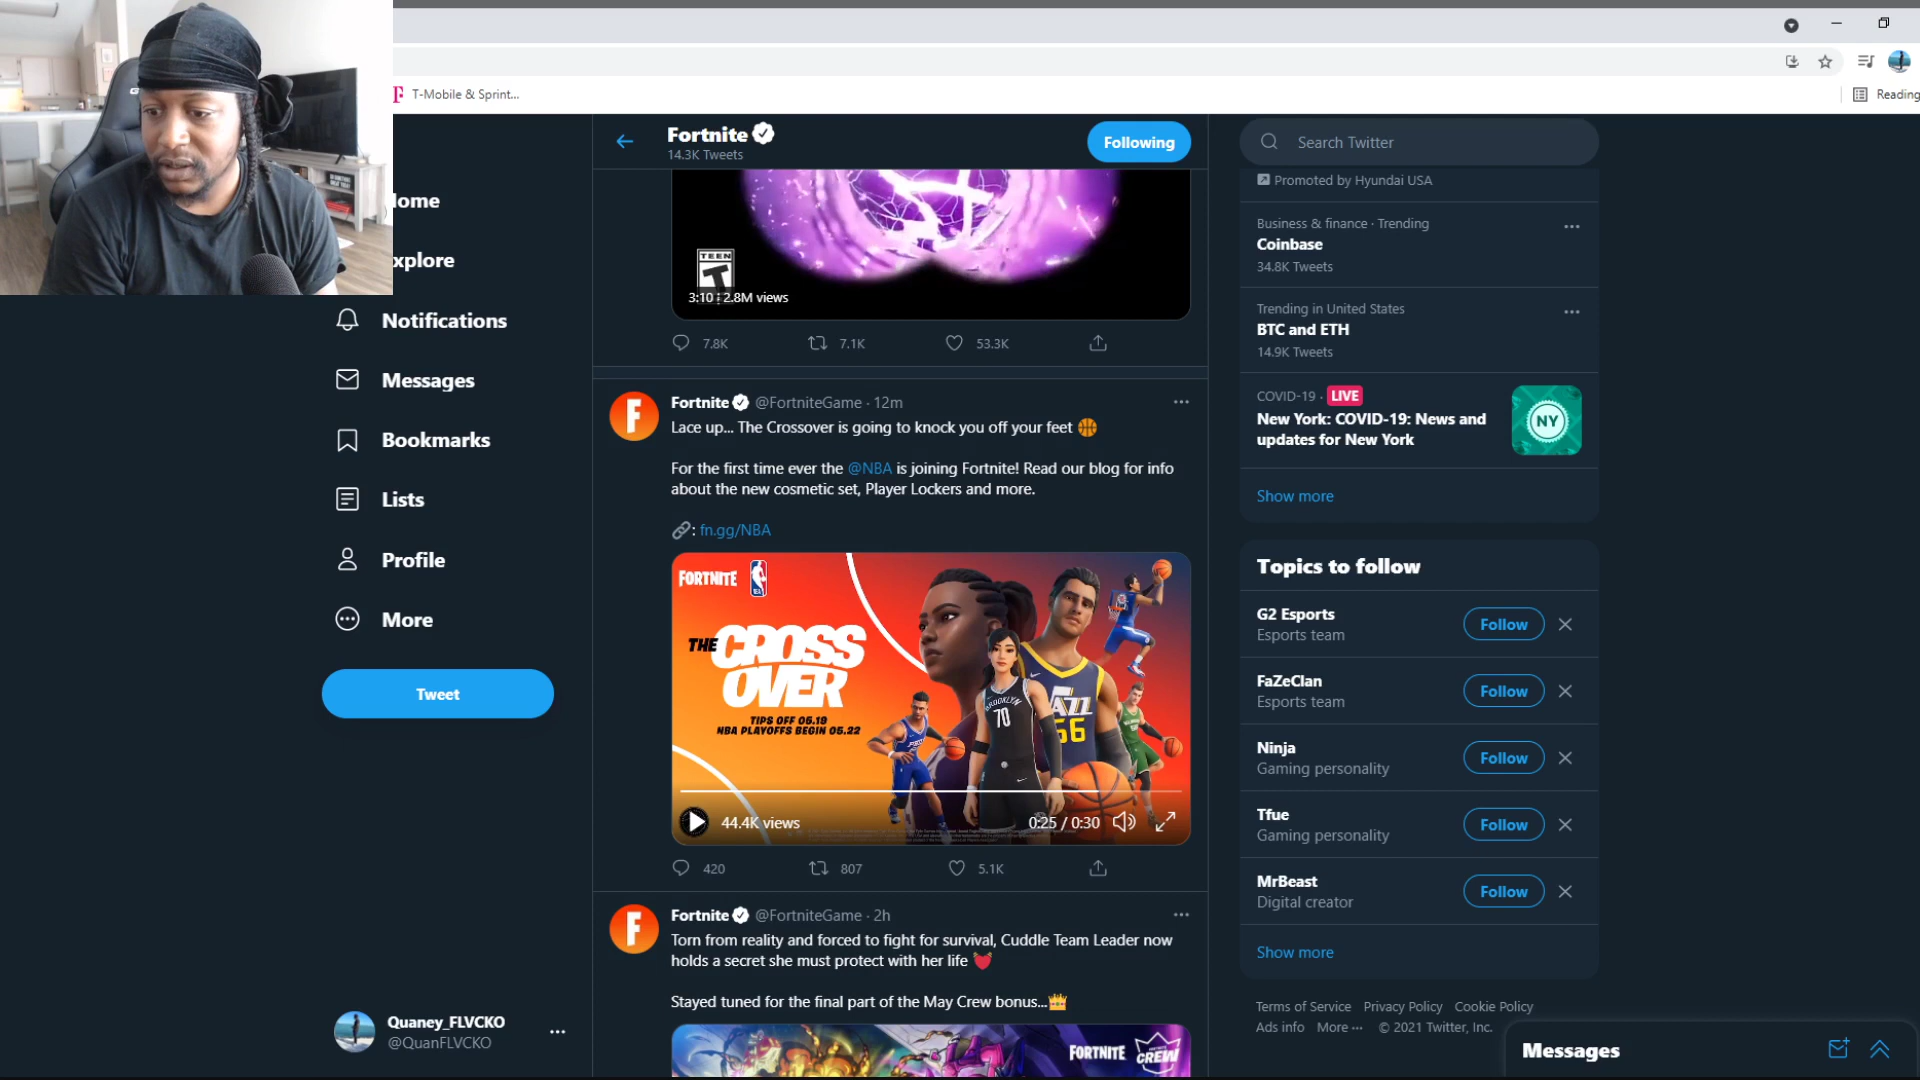 T-Mobile & Sprint...
Reading
Home
Explore
Notifications
Messages
Bookmarks
Lists
Profile
More
Tweet
Quaney_FLVCKO
@QuanFLVCKO
Fortnite
14.3K Tweets
Following
TEEN
T
3:10 2.8M views
7.8K 7.1K 53.3K
Fortnite @FortniteGame · 12m
Lace up... The Crossover is going to knock you off your feet 🏀
For the first time ever the @NBA is joining Fortnite! Read our blog for info
about the new cosmetic set, Player Lockers and more.
🔗: fn.gg/NBA
FORTNITE
THE CROSS
OVER
TIPS OFF 05.19
NBA PLAYOFFS BEGIN 05.22
BROOKLYN
70
JAZZ
66
44.4K views 0:25 / 0:30
420 807 5.1K
Fortnite @FortniteGame · 2h
Torn from reality and forced to fight for survival, Cuddle Team Leader now
holds a secret she must protect with her life 💓
Stayed tuned for the final part of the May Crew bonus...👑
FORTNITE CREW
Search Twitter
Promoted by Hyundai USA
Business & finance · Trending
Coinbase
34.8K Tweets
Trending in United States
BTC and ETH
14.9K Tweets
COVID-19 · LIVE
New York: COVID-19: News and
updates for New York
NY
Show more
Topics to follow
G2 Esports
Esports team
Follow
FaZeClan
Esports team
Follow
Ninja
Gaming personality
Follow
Tfue
Gaming personality
Follow
MrBeast
Digital creator
Follow
Show more
Terms of Service Privacy Policy Cookie Policy
Ads info More ··· © 2021 Twitter, Inc.
Messages